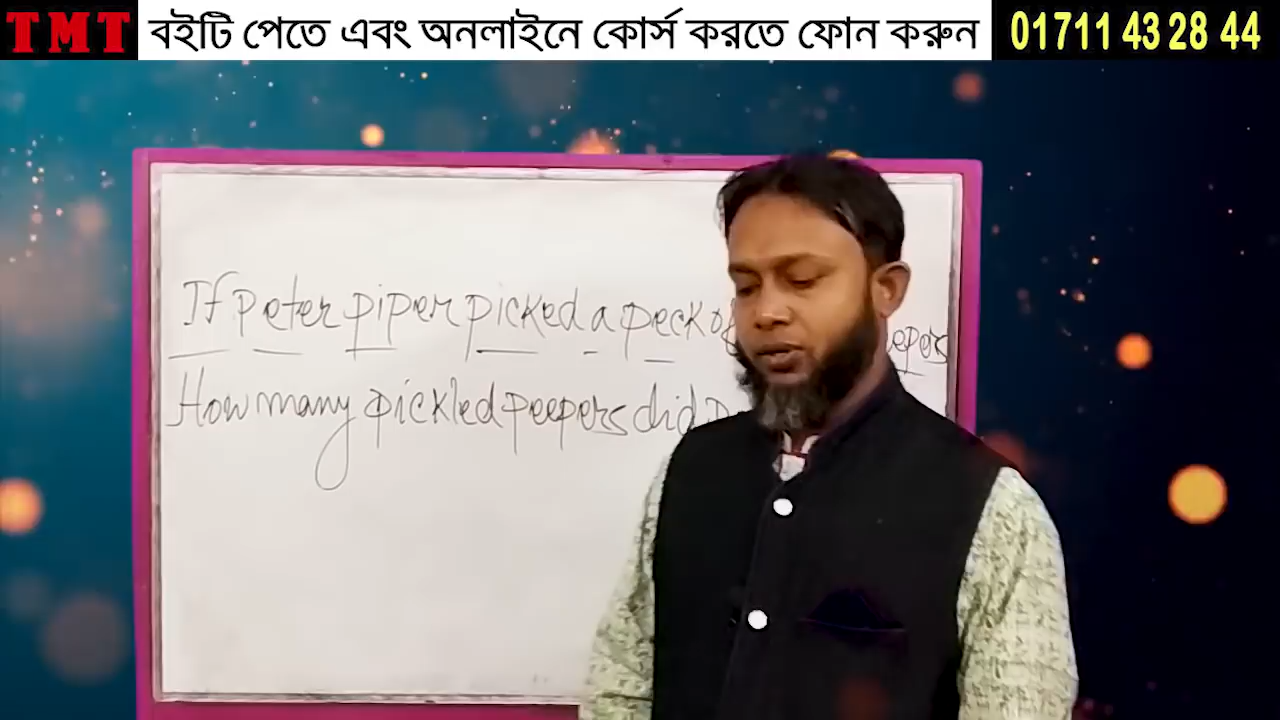 TMT বইটি পেতে এবং অনলাইনে কোর্স করতে ফোন করুন 01711 43 28 44
If Peter piper picked a peck of epers
How many pickled peepers did P